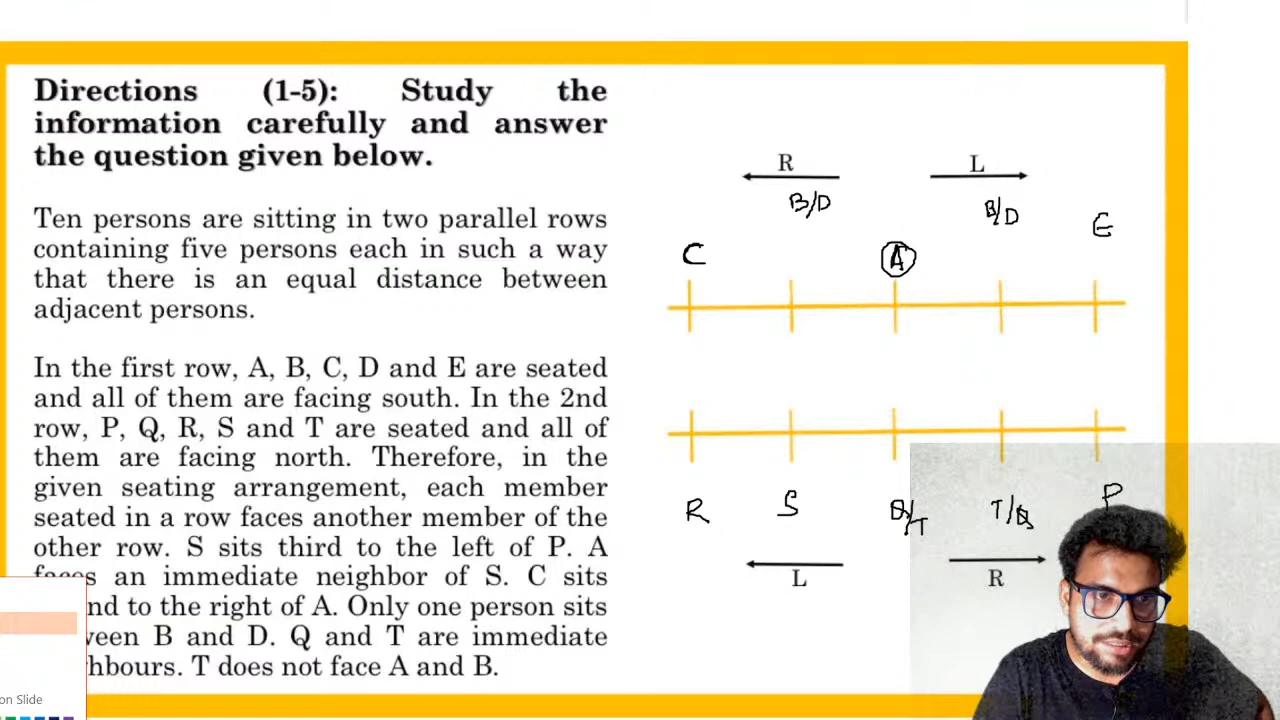 Directions (1-5): Study the
information carefully and answer
the question given below.
Ten persons are sitting in two parallel rows
containing five persons each in such a way
that there is an equal distance between
adjacent persons.
In the first row, A, B, C, D and E are seated
and all of them are facing south. In the 2nd
row, P, Q, R, S and T are seated and all of
them are facing north. Therefore, in the
given seating arrangement, each member
seated in a row faces another member of the
other row. S sits third to the left of P. A
an immediate neighbor of S. C sits
to the right of A. Only one person sits
B and D. Q and T are immediate
T does not face A and B.
on Slide
R L
B/D B/D E
C A
R S Q/T T/Q P
L R